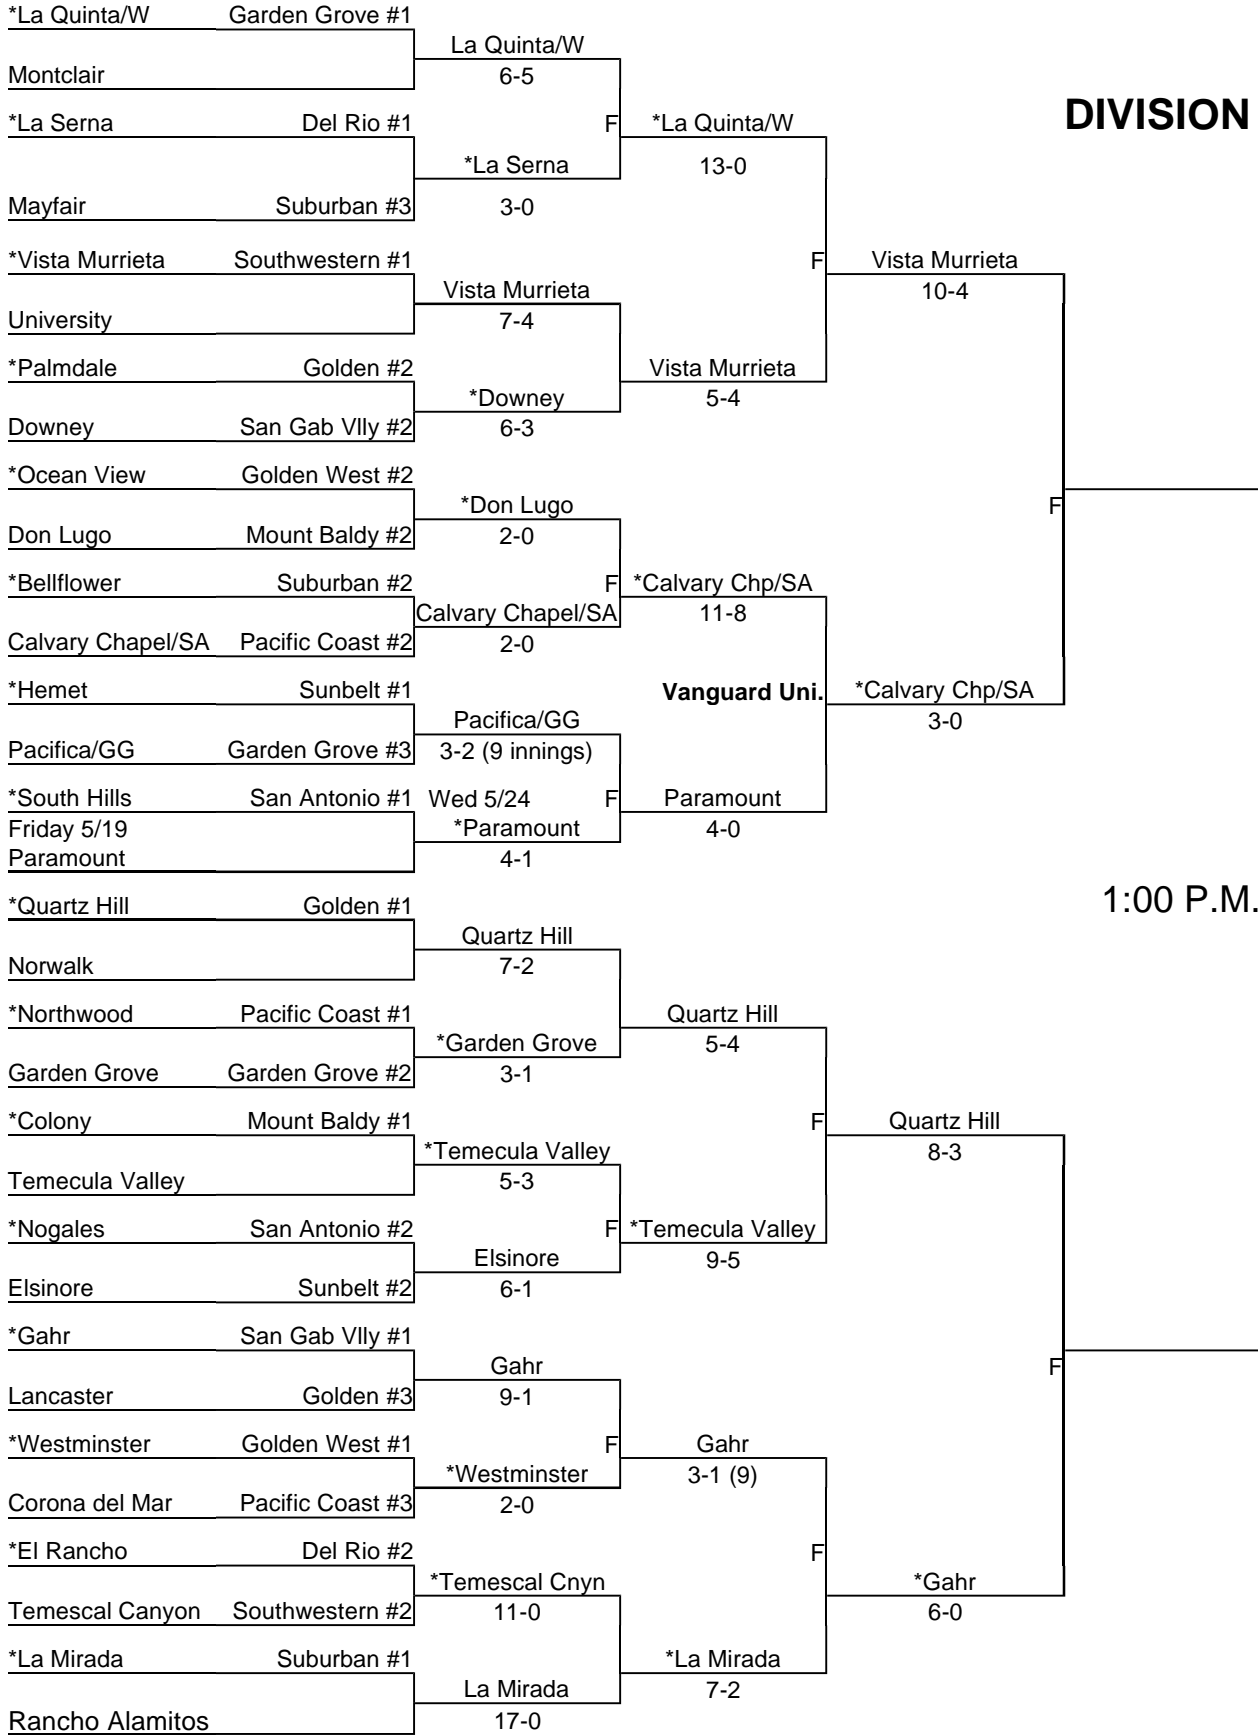 *La Quinta/W Garden Grove #1
La Quinta/W
Montclair 6-5
DIVISION
*La Serna Del Rio #1 F *La Quinta/W
*La Serna 13-0
Mayfair Suburban #3 3-0
*Vista Murrieta Southwestern #1 F Vista Murrieta
Vista Murrieta 10-4
University 7-4
*Palmdale Golden #2 Vista Murrieta
*Downey 5-4
Downey San Gab Vlly #2 6-3
*Ocean View Golden West #2
*Don Lugo F
Don Lugo Mount Baldy #2 2-0
*Bellflower Suburban #2 F *Calvary Chp/SA
Calvary Chapel/SA 11-8
Calvary Chapel/SA Pacific Coast #2 2-0
*Hemet Sunbelt #1 Vanguard Uni. *Calvary Chp/SA
Pacifica/GG 3-0
Pacifica/GG Garden Grove #3 3-2 (9 innings)
*South Hills San Antonio #1 Wed 5/24 F Paramount
Friday 5/19 *Paramount 4-0
Paramount 4-1
*Quartz Hill Golden #1 1:00 P.M.
Quartz Hill
Norwalk 7-2
*Northwood Pacific Coast #1 Quartz Hill
*Garden Grove 5-4
Garden Grove Garden Grove #2 3-1
*Colony Mount Baldy #1 F Quartz Hill
*Temecula Valley 8-3
Temecula Valley 5-3
*Nogales San Antonio #2 F *Temecula Valley
Elsinore 9-5
Elsinore Sunbelt #2 6-1
*Gahr San Gab Vlly #1
Gahr F
Lancaster Golden #3 9-1
*Westminster Golden West #1 F Gahr
*Westminster 3-1 (9)
Corona del Mar Pacific Coast #3 2-0
*El Rancho Del Rio #2 F
*Temescal Cnyn *Gahr
Temescal Canyon Southwestern #2 11-0 6-0
*La Mirada Suburban #1 *La Mirada
La Mirada 7-2
Rancho Alamitos 17-0